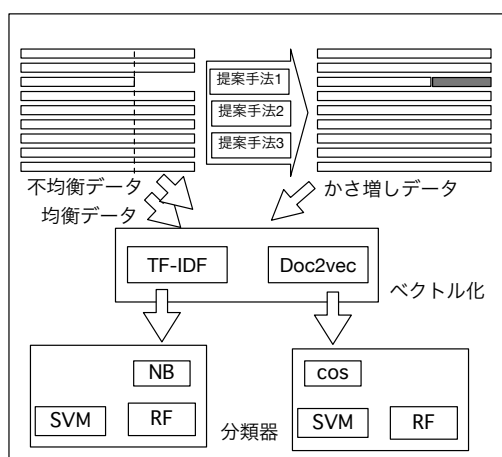 提案手法1
提案手法2
提案手法3
不均衡データ
均衡データ
かさ増しデータ
TF-IDF
Doc2vec
ベクトル化
NB
SVM
RF
分類器
cos
SVM
RF